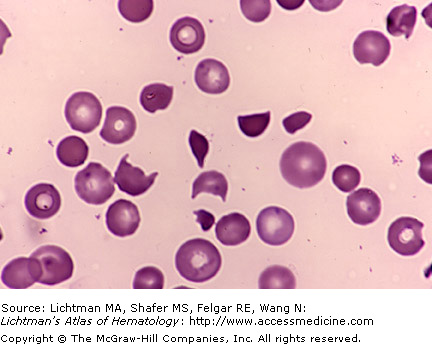 Source: Lichtman MA, Shafer MS, Felgar RE, Wang N:
Lichtman's Atlas of Hematology: http://www.accessmedicine.com
Copyright © The McGraw-Hill Companies, Inc. All rights reserved.